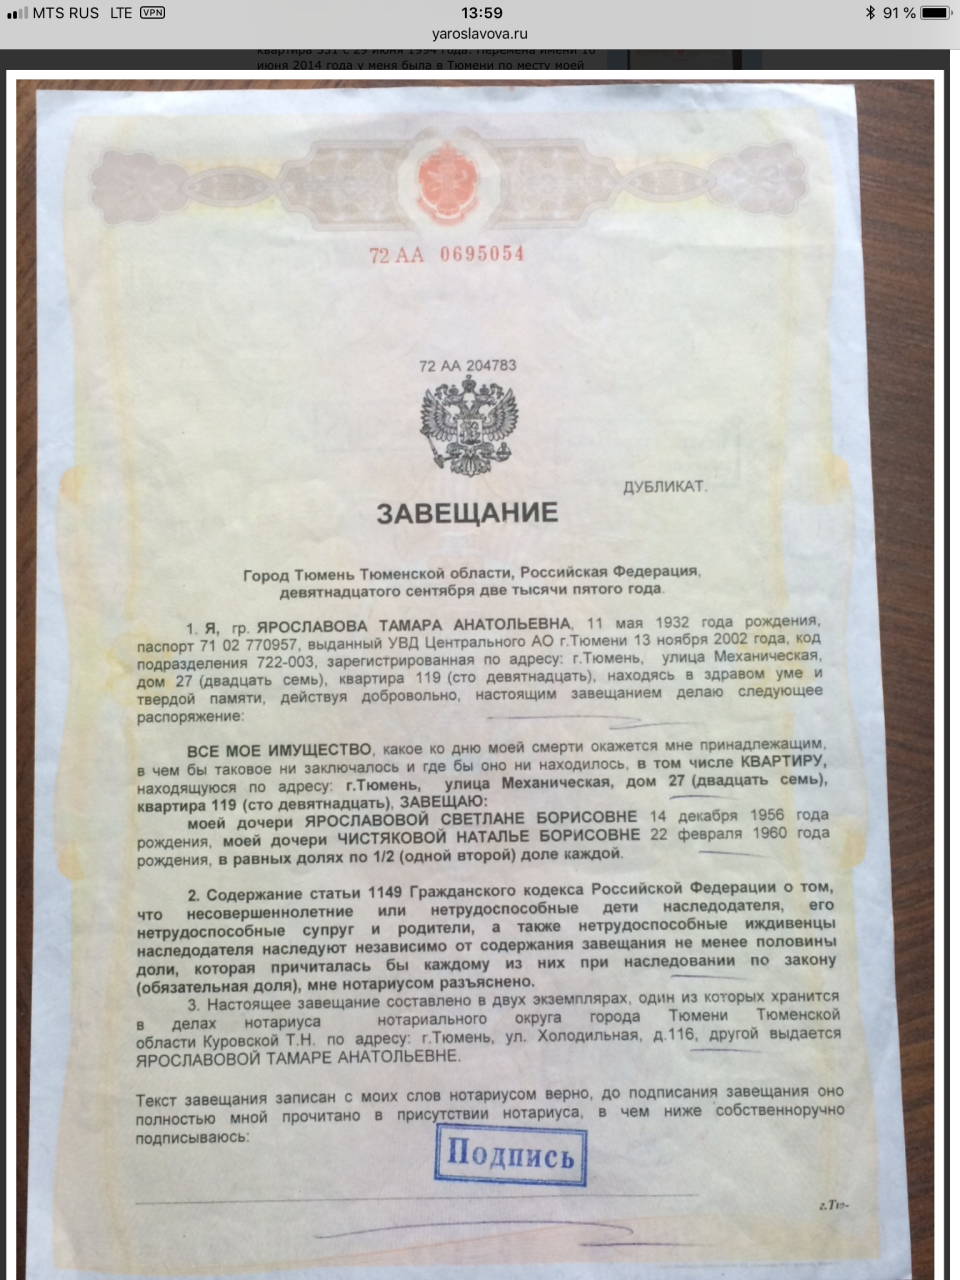 MTS RUS LTE VPN 13:59 91 %
yaroslavova.ru
квартира 331 с 29 июня 1994 года. Перемена имени 10
июня 2014 года у меня была в Тюмени по месту моей
72 АА 0695054
72 АА 204783
ДУБЛИКАТ.
ЗАВЕЩАНИЕ
Город Тюмень Тюменской области, Российская Федерация,
девятнадцатого сентября две тысячи пятого года.
1. Я, гр. ЯРОСЛАВОВА ТАМАРА АНАТОЛЬЕВНА, 11 мая 1932 года рождения,
паспорт 71 02 770957, выданный УВД Центрального АО г.Тюмени 13 ноября 2002 года, код
подразделения 722-003, зарегистрированная по адресу: г.Тюмень, улица Механическая,
дом 27 (двадцать семь), квартира 119 (сто девятнадцать), находясь в здравом уме и
твердой памяти, действуя добровольно, настоящим завещанием делаю следующее
распоряжение:
ВСЕ МОЕ ИМУЩЕСТВО, какое ко дню моей смерти окажется мне принадлежащим,
в чем бы таковое ни заключалось и где бы оно ни находилось, в том числе КВАРТИРУ,
находящуюся по адресу: г.Тюмень, улица Механическая, дом 27 (двадцать семь),
квартира 119 (сто девятнадцать), ЗАВЕЩАЮ:
моей дочери ЯРОСЛАВОВОЙ СВЕТЛАНЕ БОРИСОВНЕ 14 декабря 1956 года
рождения, моей дочери ЧИСТЯКОВОЙ НАТАЛЬЕ БОРИСОВНЕ 22 февраля 1960 года
рождения, в равных долях по 1/2 (одной второй) доле каждой.
2. Содержание статьи 1149 Гражданского кодекса Российской Федерации о том,
что несовершеннолетние или нетрудоспособные дети наследодателя, его
нетрудоспособные супруг и родители, а также нетрудоспособные иждивенцы
наследодателя наследуют независимо от содержания завещания не менее половины
доли, которая причиталась бы каждому из них при наследовании по закону
(обязательная доля), мне нотариусом разъяснено.
3. Настоящее завещание составлено в двух экземплярах, один из которых хранится
в делах нотариуса нотариального округа города Тюмени Тюменской
области Куровской Т.Н. по адресу: г.Тюмень, ул. Холодильная, д.116, другой выдается
ЯРОСЛАВОВОЙ ТАМАРЕ АНАТОЛЬЕВНЕ.
Текст завещания записан с моих слов нотариусом верно, до подписания завещания оно
полностью мной прочитано в присутствии нотариуса, в чем ниже собственноручно
подписываюсь:
Подпись
г.Тю-